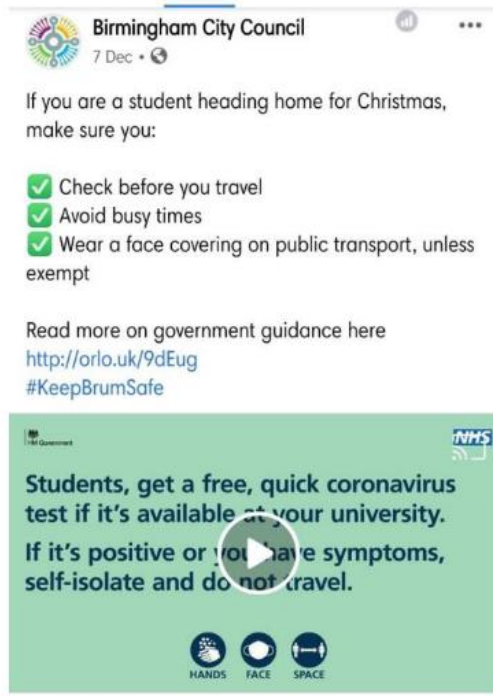 Birmingham City Council
7 Dec •
If you are a student heading home for Christmas,
make sure you:
✅ Check before you travel
✅ Avoid busy times
✅ Wear a face covering on public transport, unless
exempt
Read more on government guidance here
http://orlo.uk/9dEug
#KeepBrumSafe
HM Government
NHS
Students, get a free, quick coronavirus
test if it's available at your university.
If it's positive or you have symptoms,
self-isolate and do not travel.
HANDS FACE SPACE